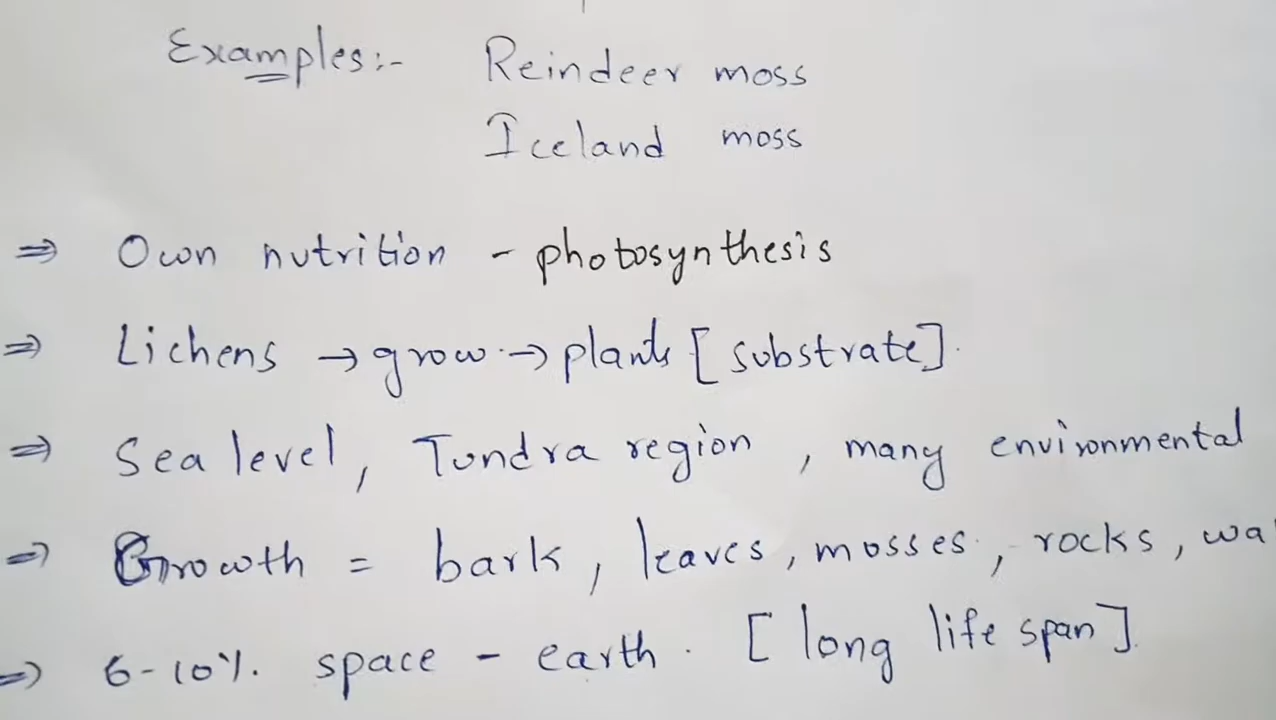 Examples:- Reindeer moss
Iceland moss
⇒ Own nutrition - photosynthesis
⇒ Lichens → grow → plants [substrate].
⇒ Sea level, Tundra region, many environmental
⇒ Growth = bark, leaves, mosses, rocks, wa
⇒ 6-10%. space - earth. [long life span].